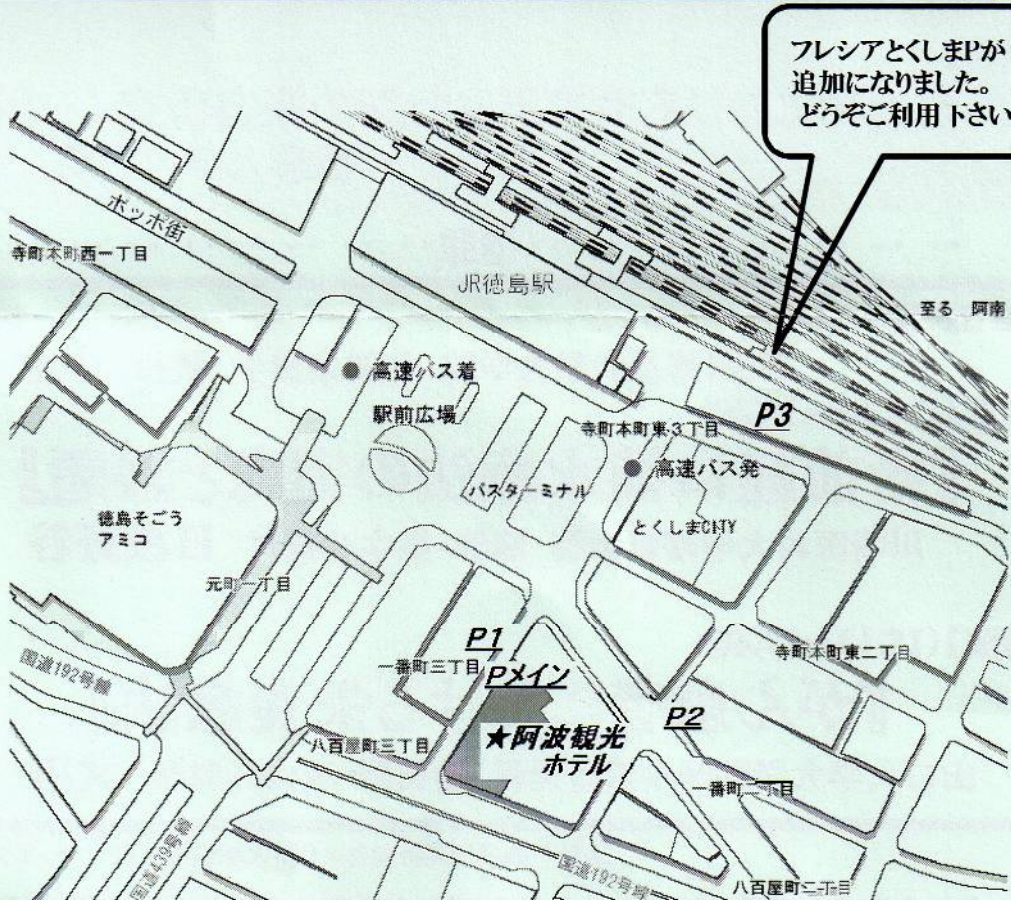 フレシアとくしまPが
追加になりました。
どうぞご利用 下さい
ポッポ街
寺町本町西一丁目
JR徳島駅
至る 阿南
高速バス着
駅前広場
P3
寺町本町東3丁目
高速バス発
バスターミナル
とくしまCITY
徳島そごう
アミコ
元町一丁目
P1
一番町三丁目
Pメイン
寺町本町東二丁目
国道192号線
P2
八百屋町三丁目
★阿波観光
ホテル
一番町二丁目
国道439号線
国道192号線
八百屋町二丁目